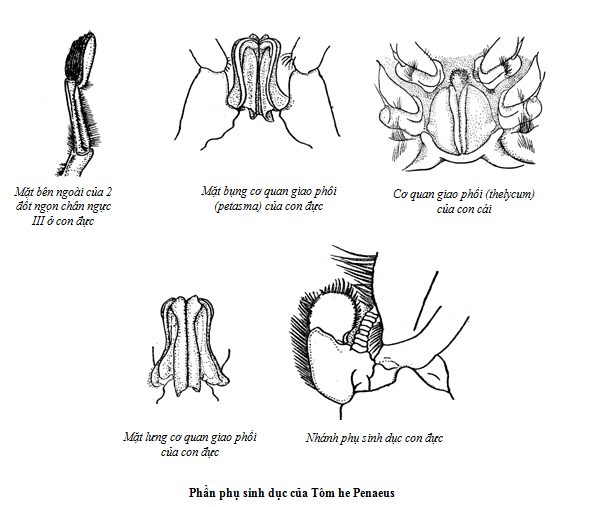 Mặt bên ngoài của 2
đốt ngọn chân ngực
III ở con đực
Mặt bụng cơ quan giao phối
(petasma) của con đực
Cơ quan giao phối (thelycum)
của con cái
Mặt lưng cơ quan giao phối
của con đực
Nhánh phụ sinh dục con đực
Phần phụ sinh dục của Tôm he Penaeus